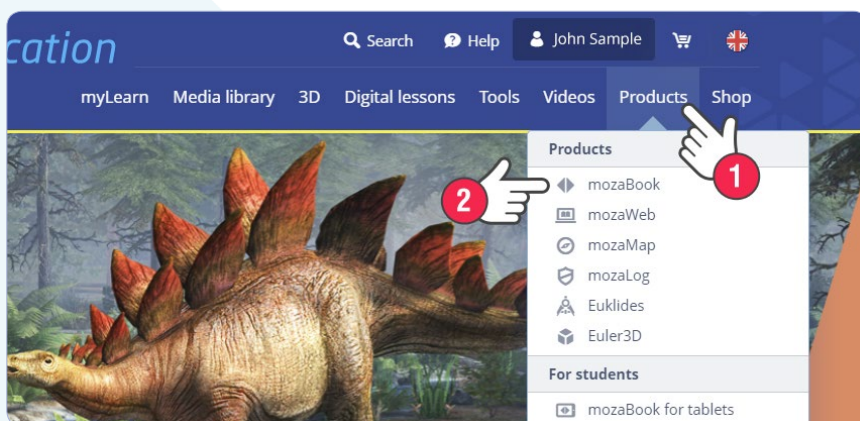 cation
Search Help John Sample
myLearn Media library 3D Digital lessons Tools Videos Products Shop
Products
1
2
mozaBook
mozaWeb
mozaMap
mozaLog
Euklides
Euler3D
For students
mozaBook for tablets